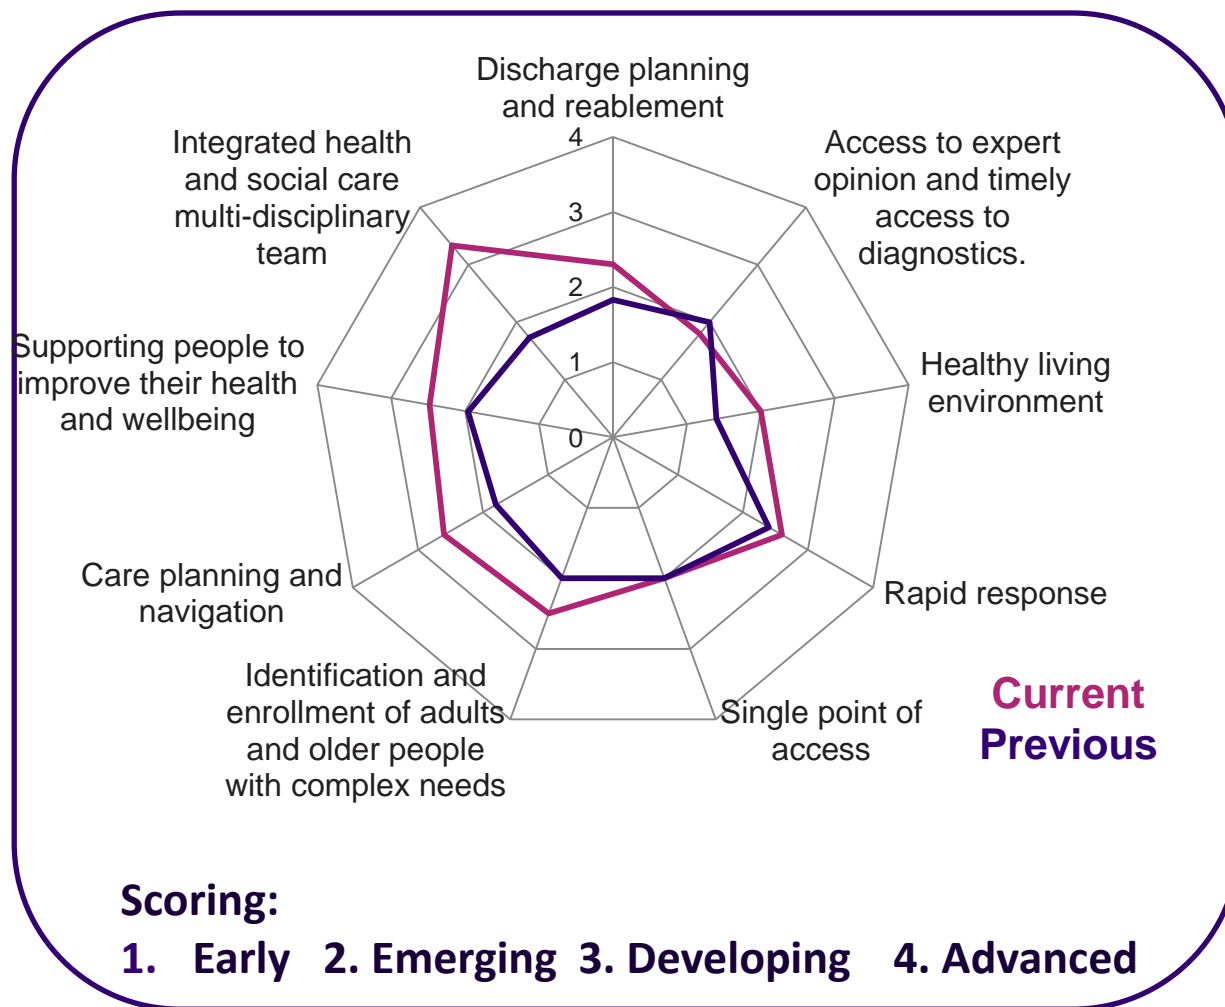 Discharge planning
and reablement
Integrated health
and social care
multi-disciplinary
team
Access to expert
opinion and timely
access to
diagnostics.
4
3
2
1
0
Supporting people to
improve their health
and wellbeing
Healthy living
environment
Care planning and
navigation
Rapid response
Identification and
enrollment of adults
and older people
with complex needs
Single point of
access
Current
Previous
Scoring:
1. Early 2. Emerging 3. Developing 4. Advanced